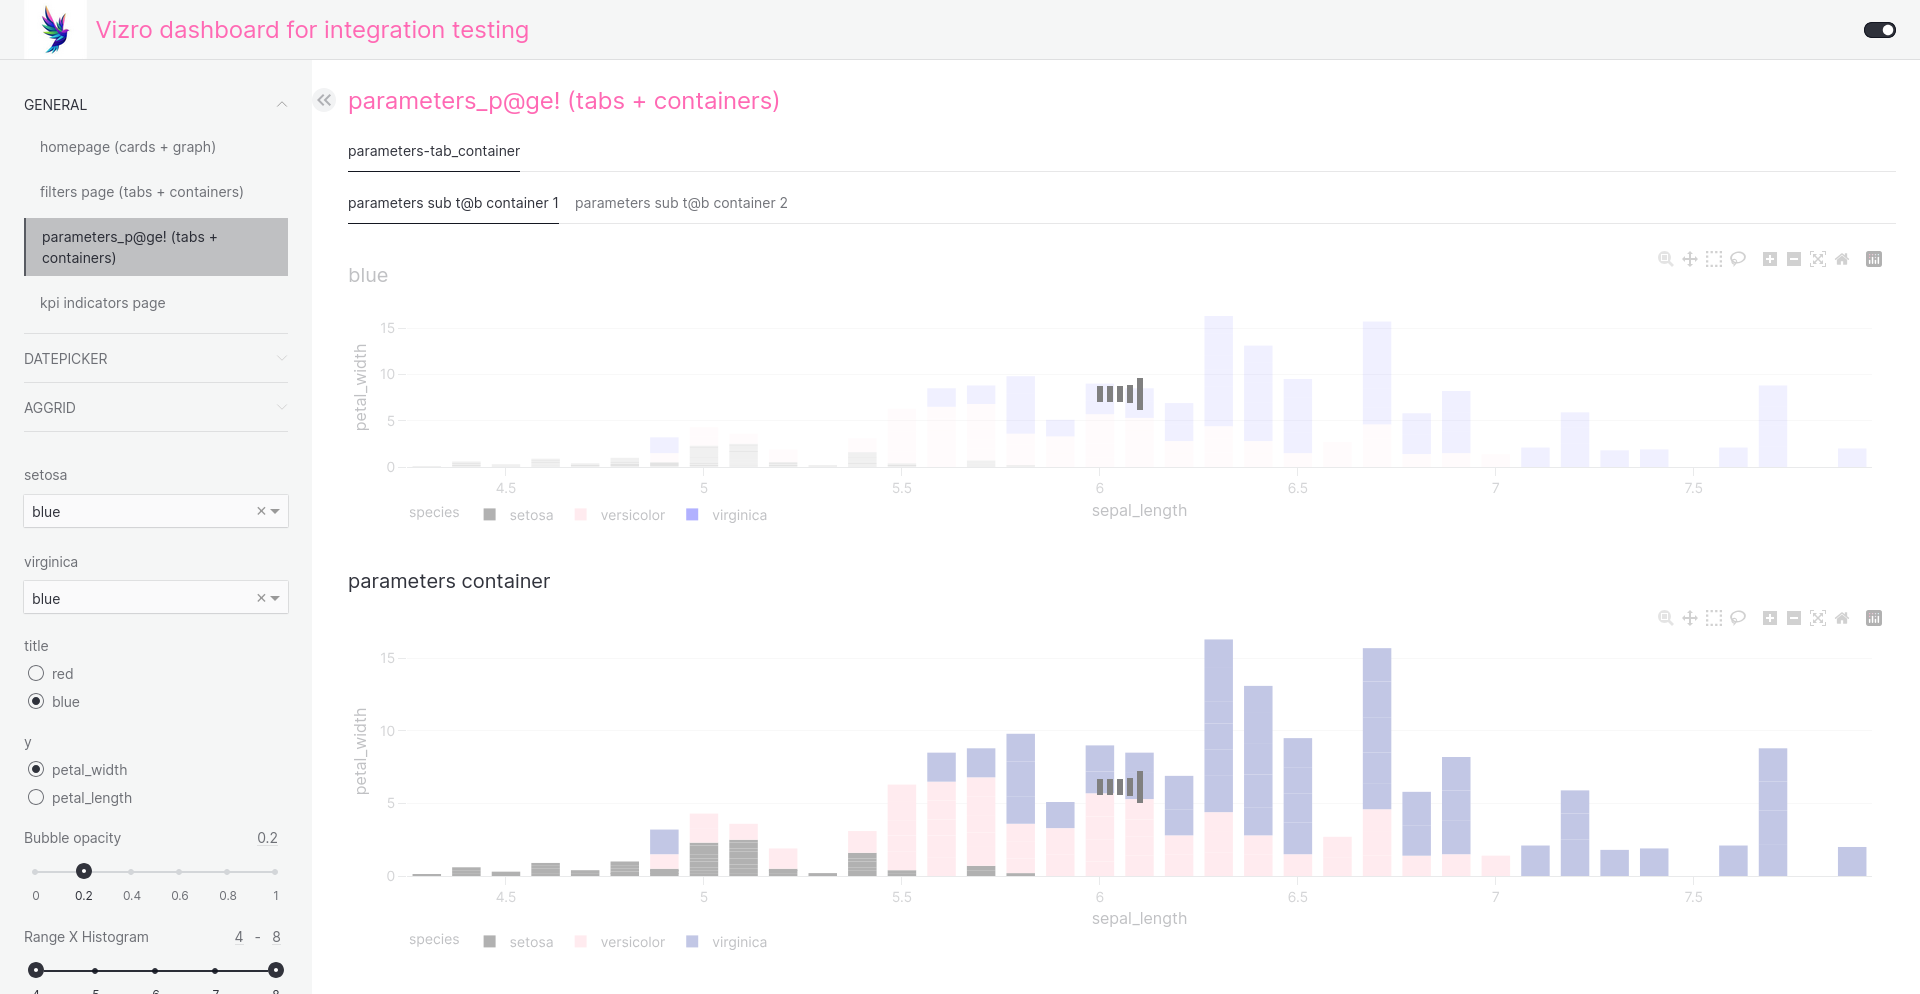 Vizro dashboard for integration testing
GENERAL
homepage (cards + graph)
filters page (tabs + containers)
parameters_p@ge! (tabs +
containers)
kpi indicators page
DATEPICKER
AGGRID
setosa
blue
virginica
blue
title
red
blue
y
petal_width
petal_length
Bubble opacity 0.2
0 0.2 0.4 0.6 0.8 1
Range X Histogram 4 - 8
4 5 6 7 8
parameters_p@ge! (tabs + containers)
parameters-tab_container
parameters sub t@b container 1 parameters sub t@b container 2
blue
petal_width
15
10
5
0
4.5 5 5.5 6 6.5 7 7.5
sepal_length
species setosa versicolor virginica
parameters container
petal_width
15
10
5
0
4.5 5 5.5 6 6.5 7 7.5
sepal_length
species setosa versicolor virginica